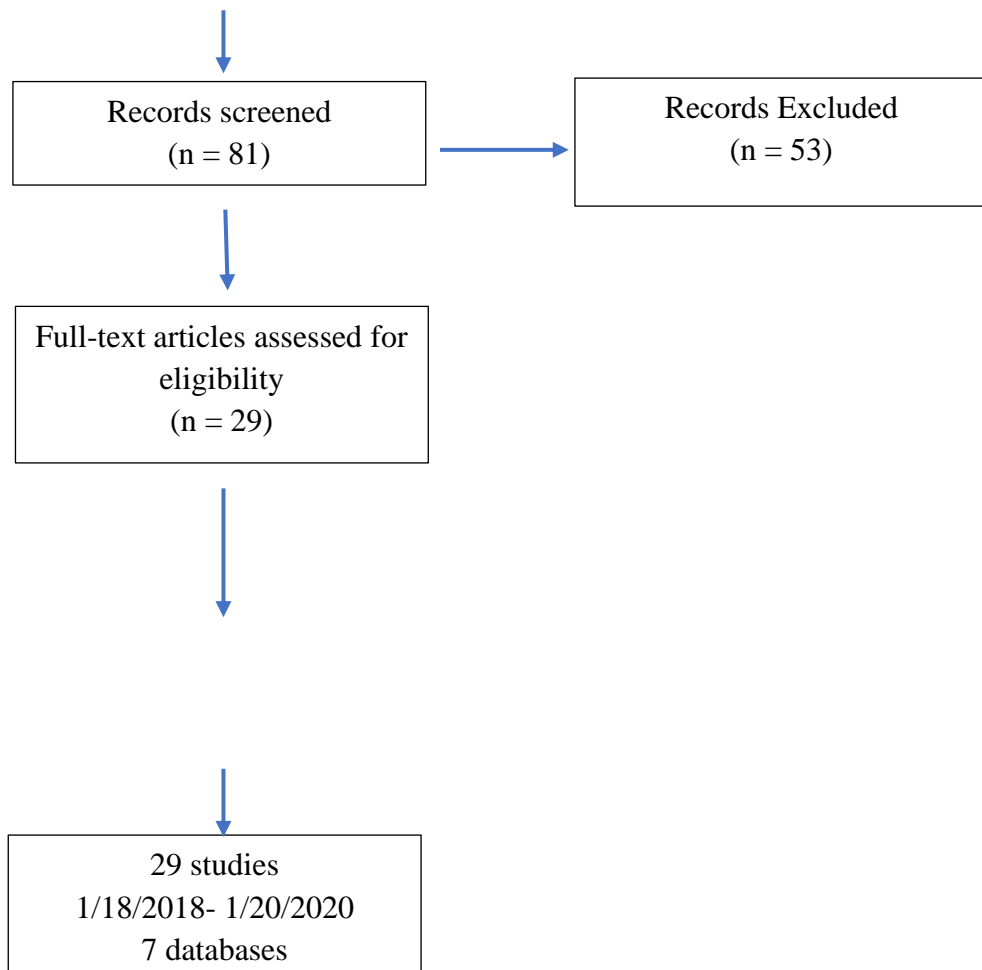 Records screened
(n = 81)
Records Excluded
(n = 53)
Full-text articles assessed for
eligibility
(n = 29)
29 studies
1/18/2018- 1/20/2020
7 databases